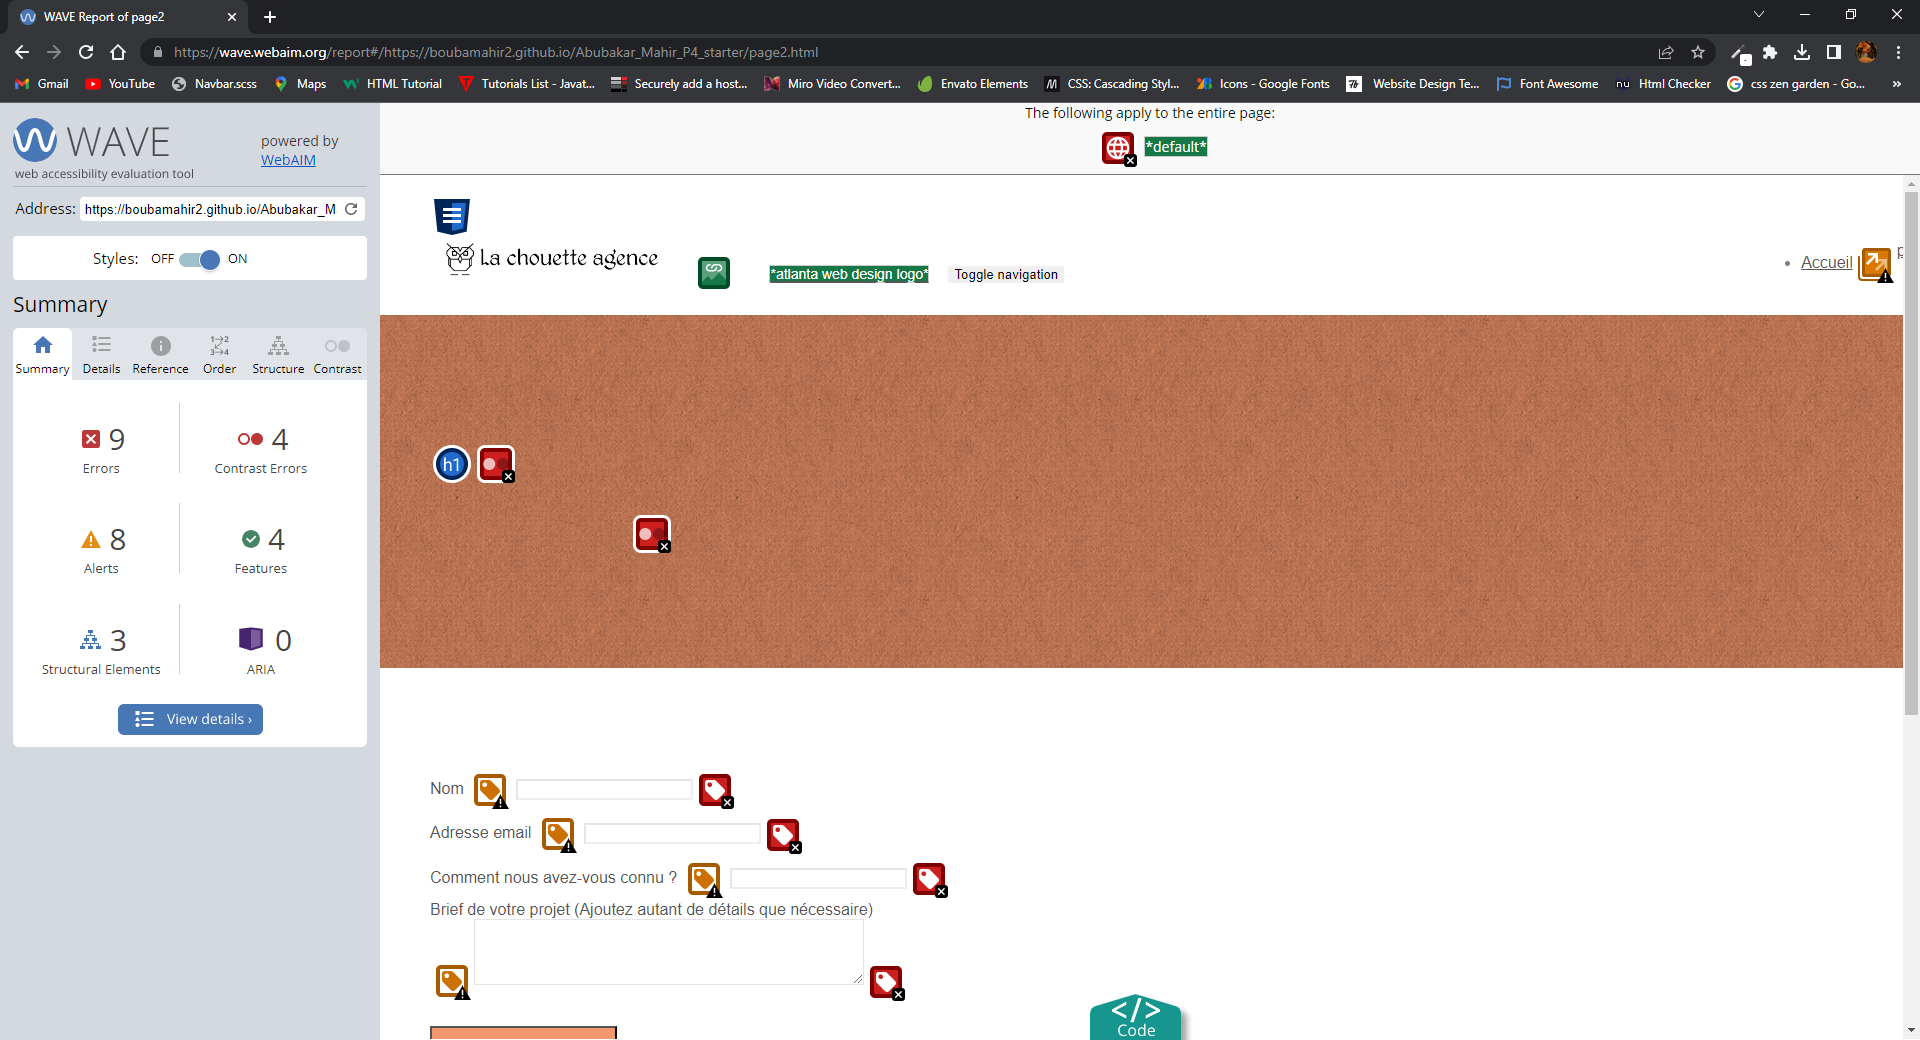 WAVE Report of page2
https://wave.webaim.org/report#/https://boubamahir2.github.io/Abubakar_Mahir_P4_starter/page2.html
Gmail YouTube Navbar.scss Maps HTML Tutorial Tutorials List - Javat... Securely add a host... Miro Video Convert... Envato Elements CSS: Cascading Styl... Icons - Google Fonts Website Design Te... Font Awesome nu Html Checker css zen garden - Go... »
WAVE
powered by
WebAIM
web accessibility evaluation tool
Address: https://boubamahir2.github.io/Abubakar_M
Styles: OFF ON
Summary
Summary Details Reference Order Structure Contrast
9 Errors
4 Contrast Errors
8 Alerts
4 Features
3 Structural Elements
0 ARIA
View details ›
The following apply to the entire page:
*default*
La chouette agence
*atlanta web design logo*
Toggle navigation
Accueil
h1
Nom
Adresse email
Comment nous avez-vous connu ?
Brief de votre projet (Ajoutez autant de détails que nécessaire)
</>
Code